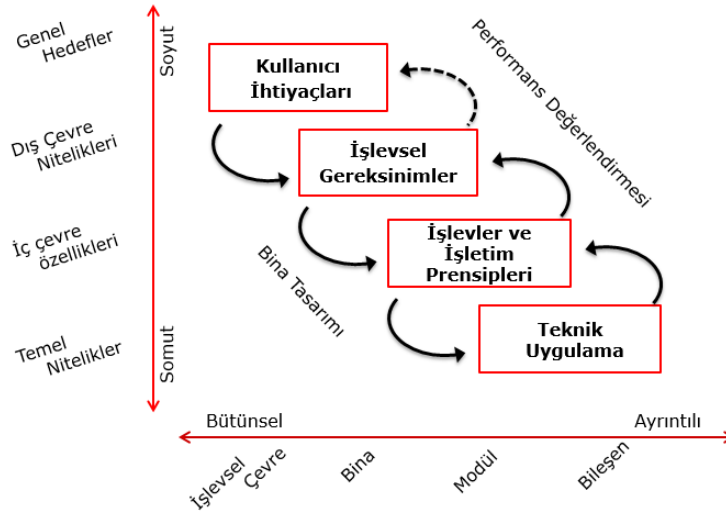 Genel
Hedefler
Soyut
Kullanıcı
İhtiyaçları
Performans Değerlendirmesi
Dış Çevre
Nitelikleri
İşlevsel
Gereksinimler
İç çevre
özellikleri
İşlevler ve
İşletim
Prensipleri
Bina Tasarımı
Temel
Nitelikler
Somut
Teknik
Uygulama
Bütünsel
Ayrıntılı
İşlevsel
Çevre
Bina
Modül
Bileşen